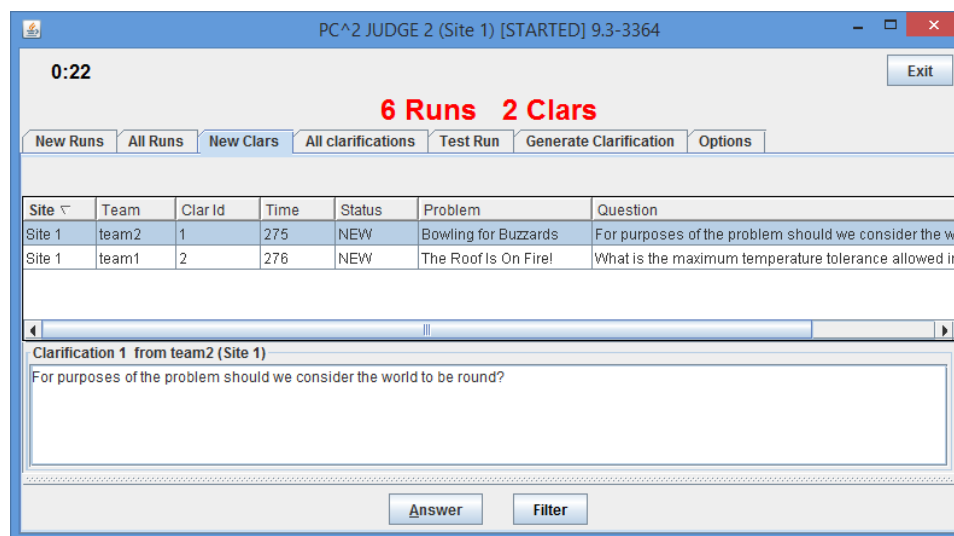 PC^2 JUDGE 2 (Site 1) [STARTED] 9.3-3364
0:22 Exit
6 Runs 2 Clars
New Runs All Runs New Clars All clarifications Test Run Generate Clarification Options
Site Team Clar Id Time Status Problem Question
Site 1 team2 1 275 NEW Bowling for Buzzards For purposes of the problem should we consider the w
Site 1 team1 2 276 NEW The Roof Is On Fire! What is the maximum temperature tolerance allowed i
Clarification 1 from team2 (Site 1)
For purposes of the problem should we consider the world to be round?
Answer Filter